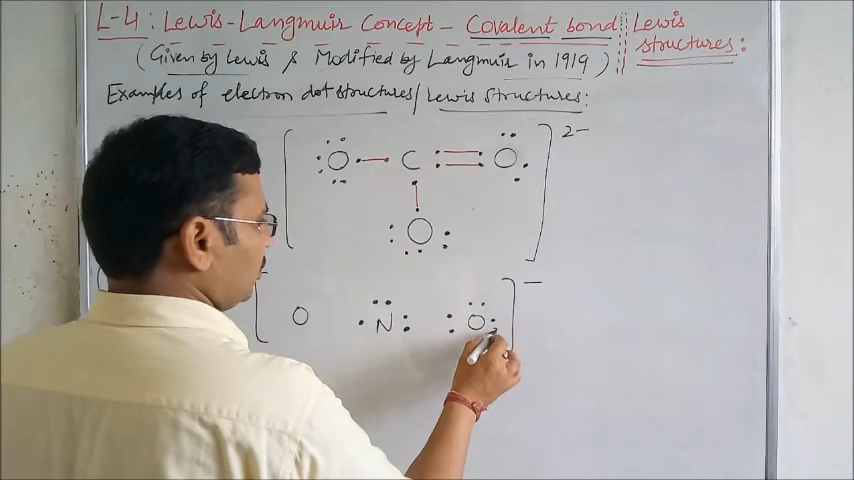 L-4: Lewis-Langmuir Concept - Covalent bond Lewis structures:
(Given by Lewis & Modified by Langmuir in 1919)
Examples of electron dot structures/Lewis structures:
O C O 2-
O
O N O -